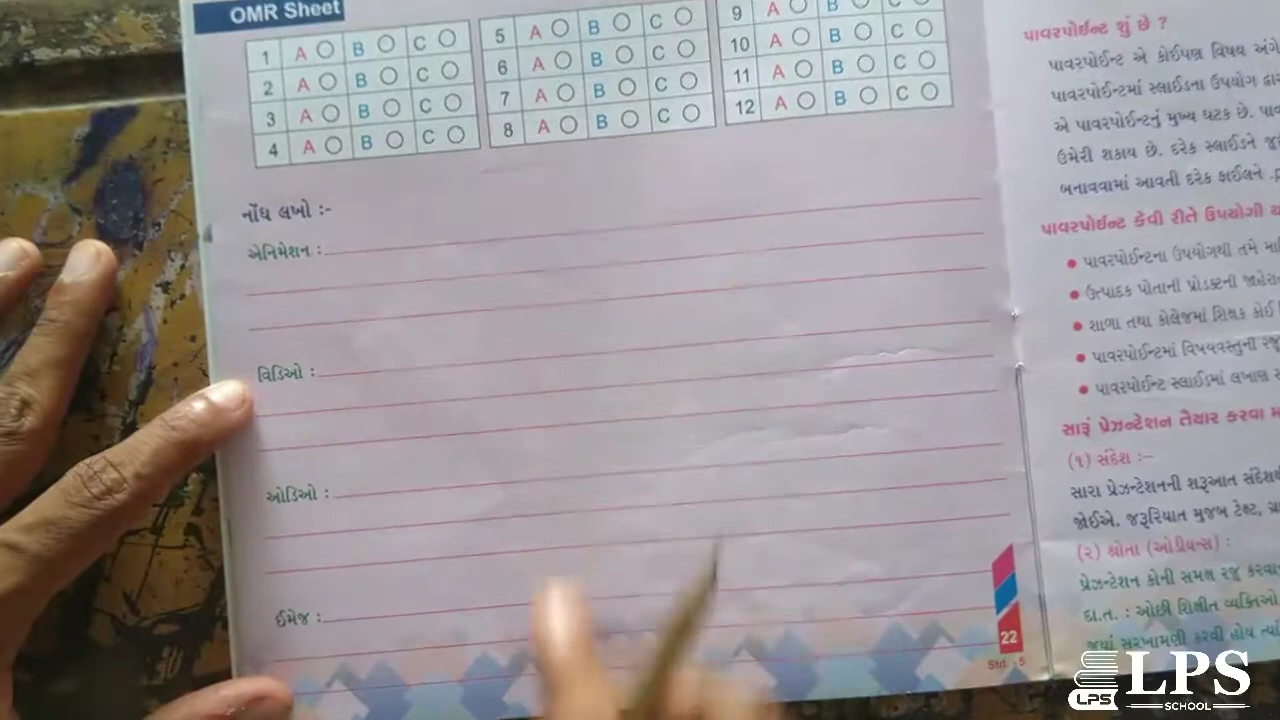 OMR Sheet
1 A B C
2 A B C
3 A B C
4 A B C
5 A B C
6 A B C
7 A B C
8 A B C
9 A B C
10 A B C
11 A B C
12 A B C
નોંધ લખો :-
એનિમેશન :
વિડિઓ :
ઓડિઓ :
ઈમેજ :
22
Std. - 5
પાવરપોઈન્ટ શું છે ?
પાવરપોઈન્ટ એ કોઈપણ વિષય અંગે
પાવરપોઈન્ટમાં સ્લાઈડના ઉપયોગ દ્વારા
એ પાવરપોઈન્ટનું મુખ્ય ઘટક છે.
ઉમેરી શકાય છે. દરેક સ્લાઈડને
બનાવવામાં આવતી દરેક ફાઈલને
પાવરપોઈન્ટ કેવી રીતે ઉપયોગી
પાવરપોઈન્ટના ઉપયોગથી તમે
ઉત્પાદક પોતાની પ્રોડક્ટની
શાળા તથા કોલેજમાં શિક્ષક કોઈ
પાવરપોઈન્ટમાં વિષયવસ્તુની
પાવરપોઈન્ટ સ્લાઈડમાં લખાણ
સારૂં પ્રેઝન્ટેશન તૈયાર કરવા
(૧) સંદેશ :-
સારા પ્રેઝન્ટેશનની શરૂઆત
જોઈએ. જરૂરિયાત મુજબ ટેક્ષ્ટ,
(૨) શ્રોતા (ઓડીયન્સ) :
પ્રેઝન્ટેશન કોની સમક્ષ રજુ
દા.ત. : ઓછી શિક્ષીત વ્યક્તિઓ
જ્યાં સરખામણી કરવી હોય ત્યાં
LPS
LPS
SCHOOL